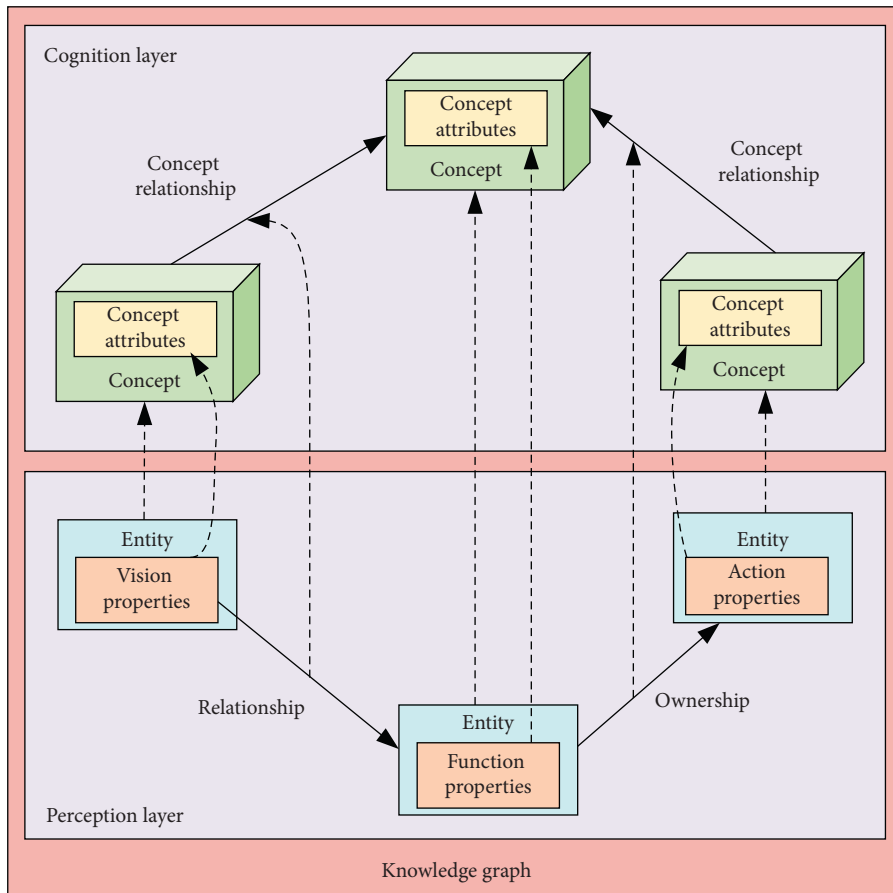 Cognition layer
Concept
attributes
Concept
Concept
relationship
Concept
relationship
Concept
attributes
Concept
Concept
attributes
Concept
Entity
Vision
properties
Entity
Action
properties
Relationship
Ownership
Entity
Function
properties
Perception layer
Knowledge graph